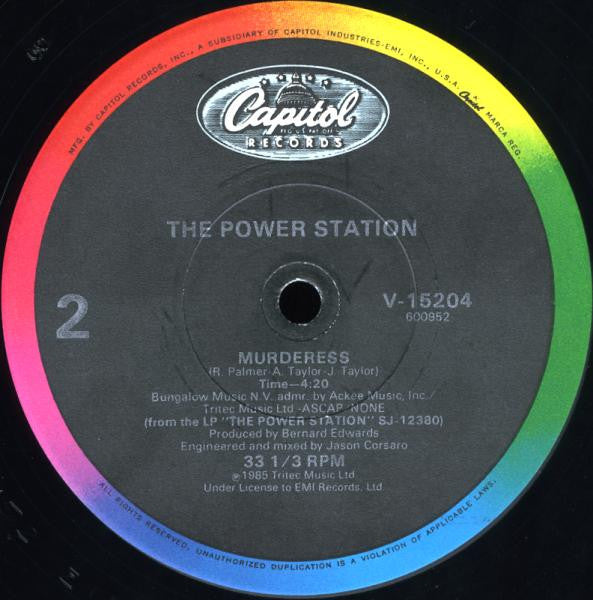 MFG. BY CAPITOL RECORDS, INC., A SUBSIDIARY OF CAPITOL INDUSTRIES-EMI, INC., U.S.A. Capitol MARCA REG.
Capitol
REG. U.S. PAT. OFF.
RECORDS
THE POWER STATION
2
V-15204
600952
MURDERESS
(R. Palmer-A. Taylor-J. Taylor)
Time—4:20
Bungalow Music N.V. admr. by Ackee Music, Inc./
Tritec Music Ltd.-ASCAP/NONE
(from the LP "THE POWER STATION" SJ-12380)
Produced by Bernard Edwards
Engineered and mixed by Jason Corsaro
33 1/3 RPM
℗1985 Tritec Music Ltd
Under License to EMI Records, Ltd.
ALL RIGHTS RESERVED. UNAUTHORIZED DUPLICATION IS A VIOLATION OF APPLICABLE LAWS.